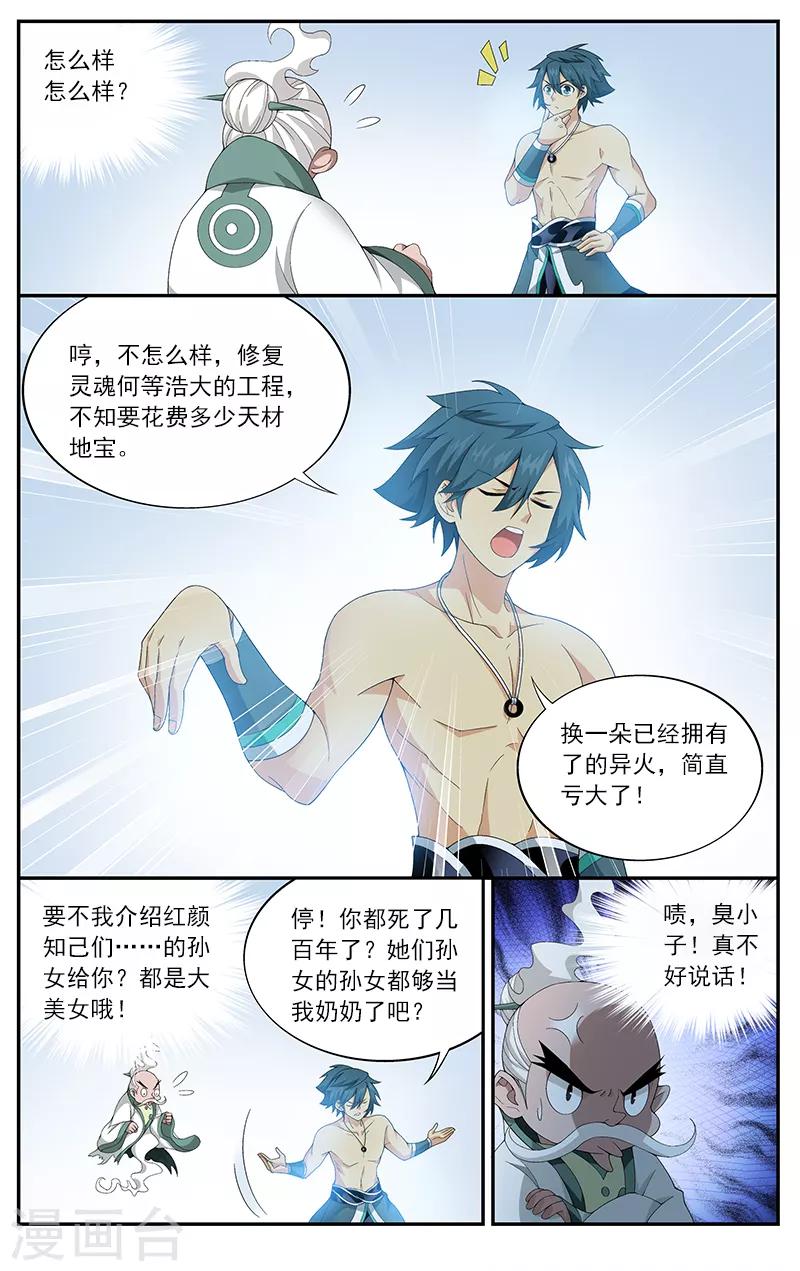 怎么样
怎么样？
哼，不怎么样，修复
灵魂何等浩大的工程，
不知要花费多少天材
地宝。
换一朵已经拥有
了的异火，简直
亏大了！
要不我介绍红颜
知己们……的孙
女给你？都是大
美女哦！
停！你都死了几
百年了？她们孙
女的孙女都够当
我奶奶了吧？
啧，臭小
子！真不
好说话！
漫画台